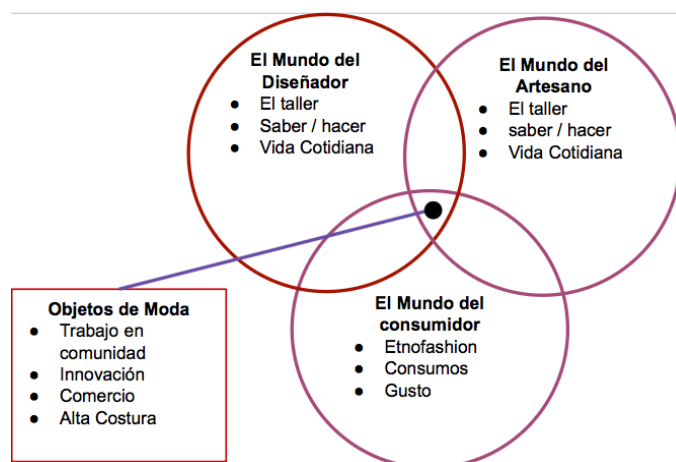 El Mundo del
Diseñador
● El taller
● Saber / hacer
● Vida Cotidiana
El Mundo del
Artesano
● El taller
● saber / hacer
● Vida Cotidiana
Objetos de Moda
● Trabajo en
comunidad
● Innovación
● Comercio
● Alta Costura
El Mundo del
consumidor
● Etnofashion
● Consumos
● Gusto